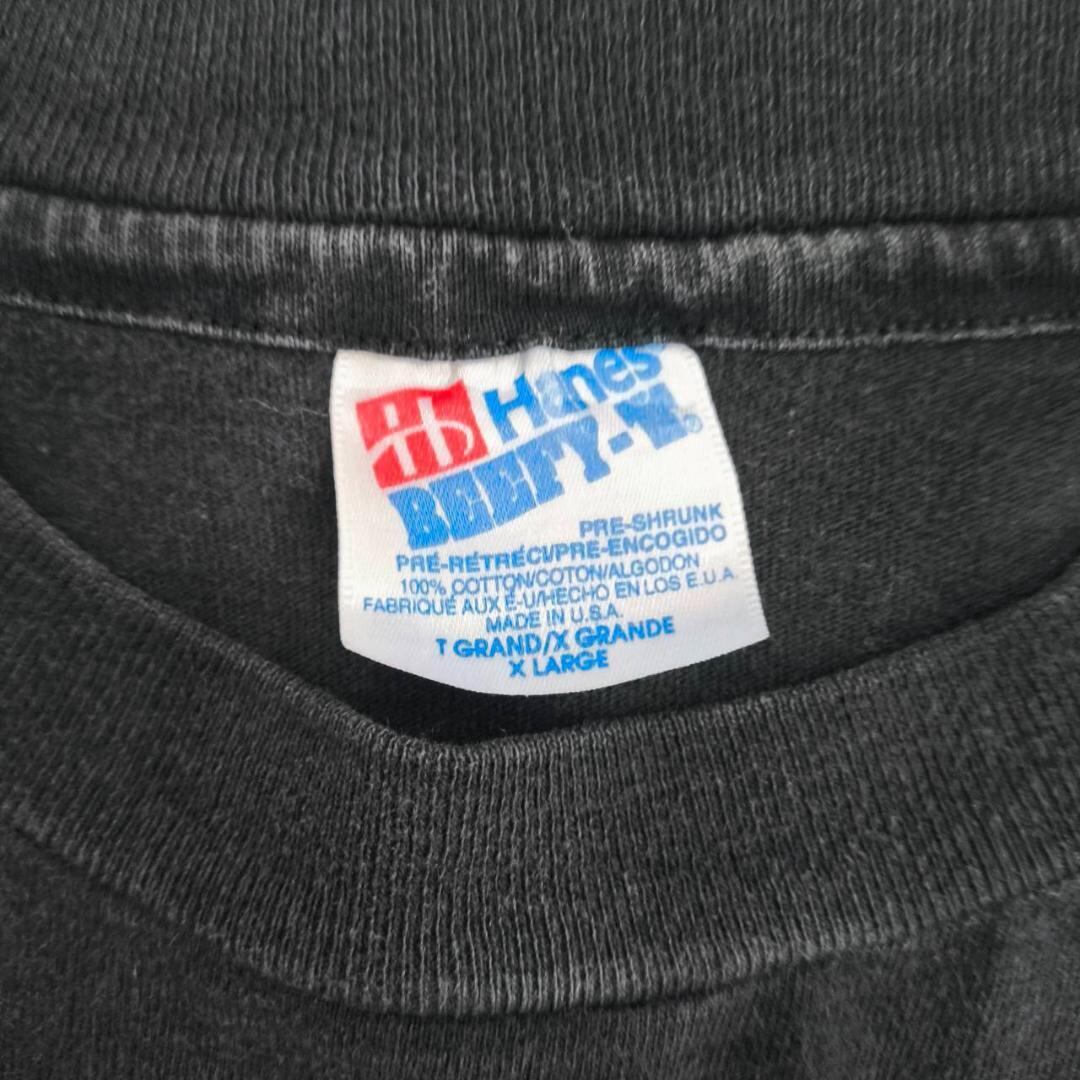 Hanes
BEEFY-T®
PRE-SHRUNK
PRÉ-RÉTRÉCI/PRE-ENCOGIDO
100% COTTON/COTON/ALGODON
FABRIQUÉ AUX É-U/HECHO EN LOS E.U.A.
MADE IN U.S.A.
T GRAND/X GRANDE
X LARGE